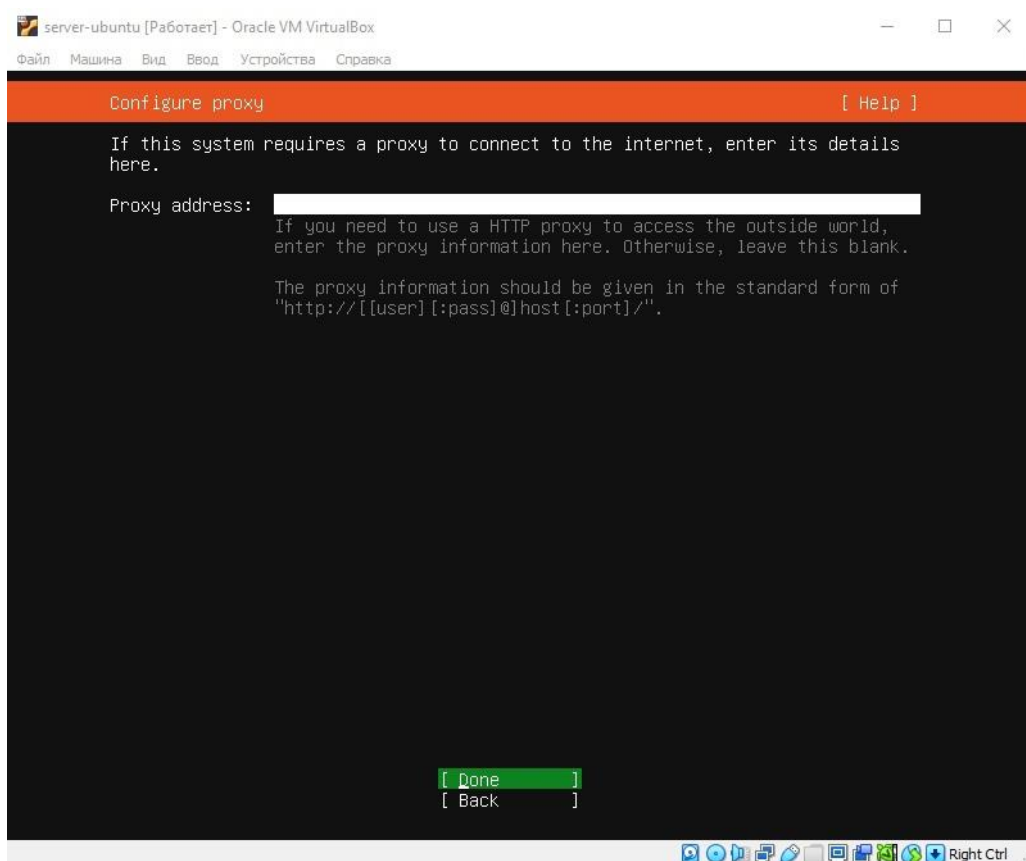 server-ubuntu [Работает] - Oracle VM VirtualBox
Файл Машина Вид Ввод Устройства Справка
Configure proxy [ Help ]
If this system requires a proxy to connect to the internet, enter its details
here.
Proxy address:
If you need to use a HTTP proxy to access the outside world,
enter the proxy information here. Otherwise, leave this blank.
The proxy information should be given in the standard form of
"http://[[user][:pass]@]host[:port]/".
[ Done ]
[ Back ]
Right Ctrl